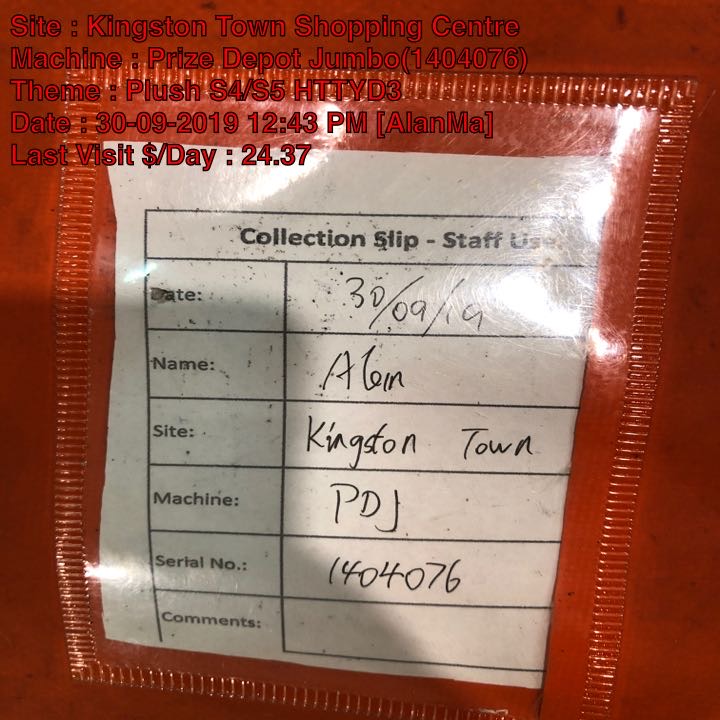 Site : Kingston Town Shopping Centre
Machine : Prize Depot Jumbo(1404076)
Theme : Plush S4/S5 HTTYD3
Date : 30-09-2019 12:43 PM [AlanMa]
Last Visit $/Day : 24.37
Collection Slip - Staff Use
Date: 30/09/19
Name: Alan
Site: Kingston Town
Machine: PDJ
Serial No.: 1404076
Comments: